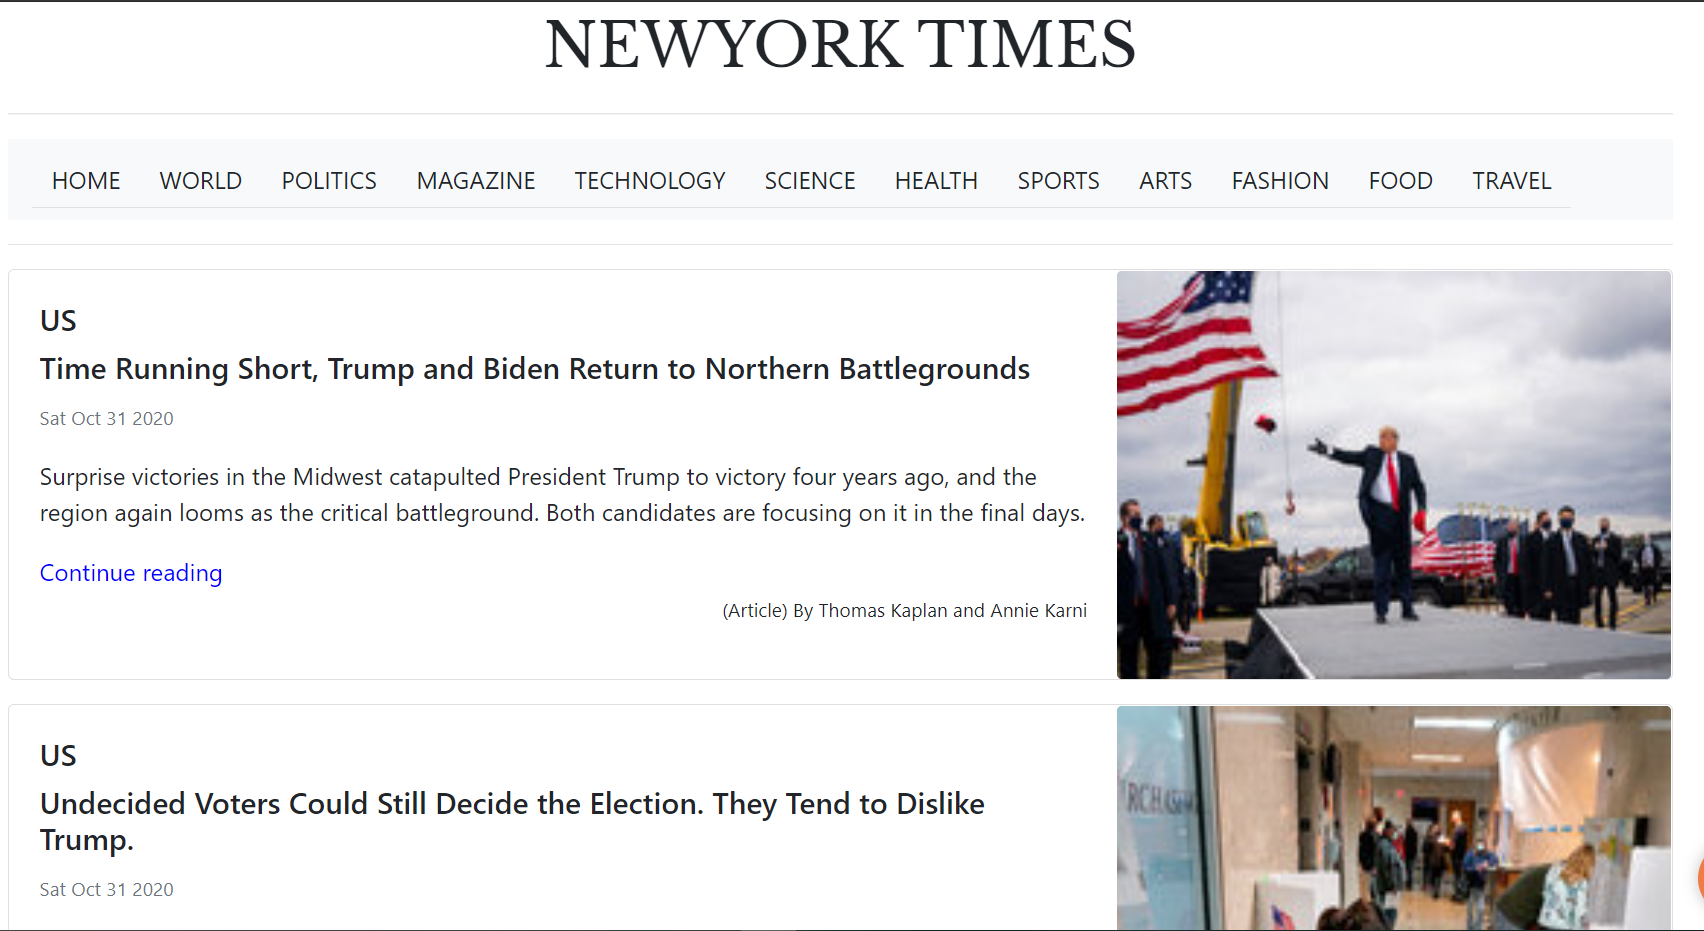 NEWYORK TIMES
HOME WORLD POLITICS MAGAZINE TECHNOLOGY SCIENCE HEALTH SPORTS ARTS FASHION FOOD TRAVEL
US
Time Running Short, Trump and Biden Return to Northern Battlegrounds
Sat Oct 31 2020
Surprise victories in the Midwest catapulted President Trump to victory four years ago, and the
region again looms as the critical battleground. Both candidates are focusing on it in the final days.
Continue reading
(Article) By Thomas Kaplan and Annie Karni
US
Undecided Voters Could Still Decide the Election. They Tend to Dislike
Trump.
Sat Oct 31 2020